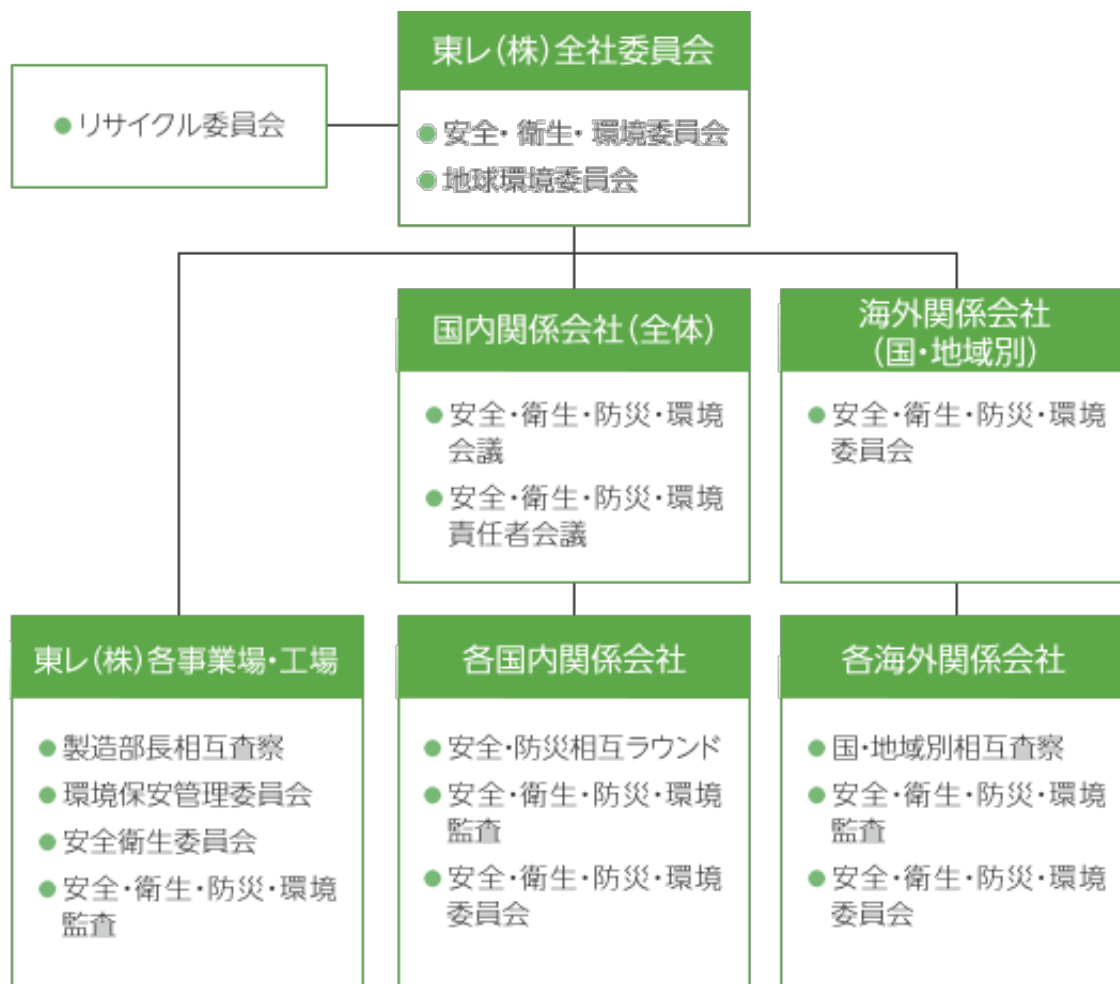 東レ(株)全社委員会
安全・衛生・環境委員会
地球環境委員会
リサイクル委員会
国内関係会社(全体)
安全・衛生・防災・環境
会議
安全・衛生・防災・環境
責任者会議
海外関係会社
(国・地域別)
安全・衛生・防災・環境
委員会
東レ(株)各事業場・工場
製造部長相互査察
環境保安管理委員会
安全衛生委員会
安全・衛生・防災・環境
監査
各国内関係会社
安全・防災相互ラウンド
安全・衛生・防災・環境
監査
安全・衛生・防災・環境
委員会
各海外関係会社
国・地域別相互査察
安全・衛生・防災・環境
監査
安全・衛生・防災・環境
委員会